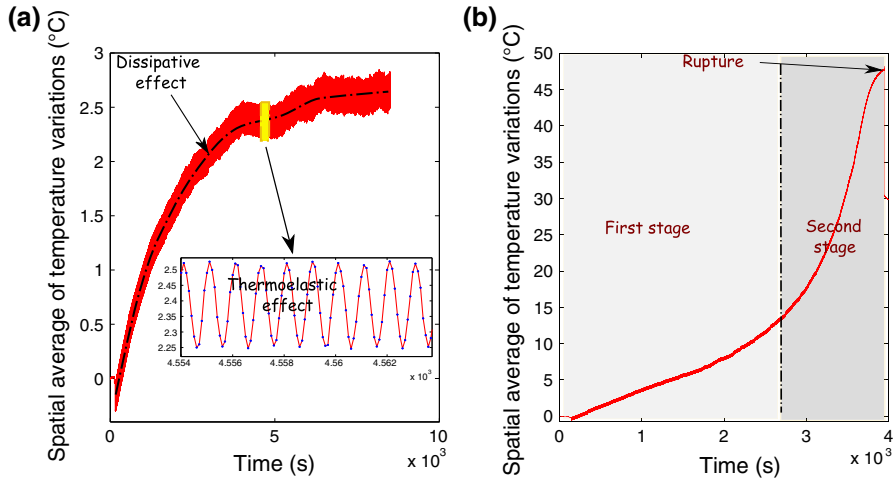 (a)
Spatial average of temperature variations (°C)
3
2.5
2
1.5
1
0.5
0
Dissipative
effect
2.5
2.45
2.4
2.35
2.3
2.25
Thermoelastic
effect
4.554
4.556
4.558
4.56
4.562
x 10³
0
5
10
Time (s)
x 10³
(b)
Spatial average of temperature variations (°C)
50
45
40
35
30
25
20
15
10
5
0
Rupture
First stage
Second
stage
0
1
2
3
4
Time (s)
x 10³